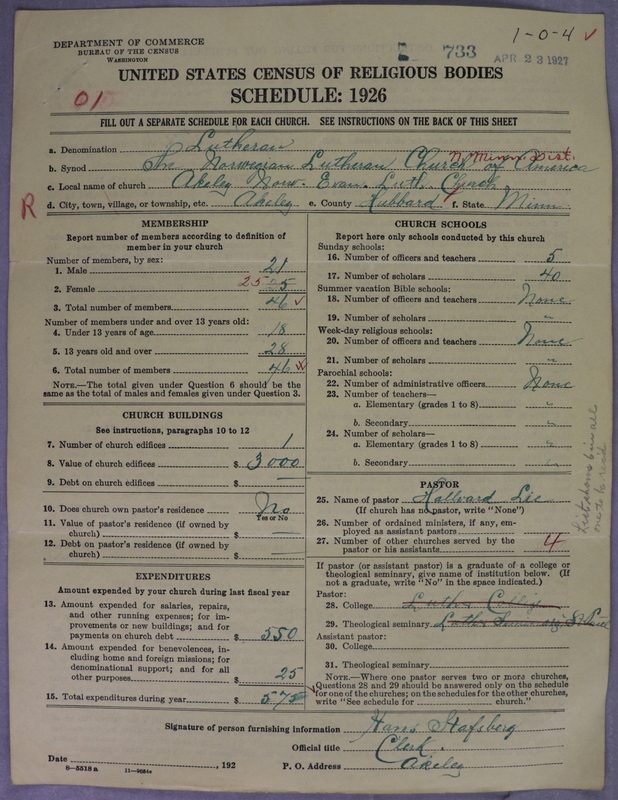 1-0-4 ✓
DEPARTMENT OF COMMERCE
BUREAU OF THE CENSUS
WASHINGTON
733 APR 23 1927
UNITED STATES CENSUS OF RELIGIOUS BODIES
01
SCHEDULE: 1926
FILL OUT A SEPARATE SCHEDULE FOR EACH CHURCH. SEE INSTRUCTIONS ON THE BACK OF THIS SHEET
a. Denomination Lutheran
N. Minn. Dist.
b. Synod The Norwegian Lutheran Church of America
c. Local name of church Akeley Norw. Evan. Luth. Church
R
d. City, town, village, or township, etc. Akeley e. County Hubbard f. State Minn
MEMBERSHIP
Report number of members according to definition of
member in your church
Number of members, by sex:
1. Male 21
2. Female 25 25
3. Total number of members 46 ✓
Number of members under and over 13 years old:
4. Under 13 years of age 18
5. 13 years old and over 28
6. Total number of members 46 ✓
NOTE.—The total given under Question 6 should be the
same as the total of males and females given under Question 3.
CHURCH BUILDINGS
See instructions, paragraphs 10 to 12
7. Number of church edifices 1
8. Value of church edifices $ 3000
9. Debt on church edifices $ —
10. Does church own pastor's residence No
Yes or No
11. Value of pastor's residence (if owned by
church) $ —
12. Debt on pastor's residence (if owned by
church) $ —
EXPENDITURES
Amount expended by your church during last fiscal year
13. Amount expended for salaries, repairs,
and other running expenses; for im-
provements or new buildings; and for
payments on church debt $ 550
14. Amount expended for benevolences, in-
cluding home and foreign missions; for
denominational support; and for all
other purposes $ 25
15. Total expenditures during year $ 575
CHURCH SCHOOLS
Report here only schools conducted by this church
Sunday schools:
16. Number of officers and teachers 5
17. Number of scholars 40
Summer vacation Bible schools:
18. Number of officers and teachers None
19. Number of scholars "
Week-day religious schools:
20. Number of officers and teachers None
21. Number of scholars "
Parochial schools:
22. Number of administrative officers None
23. Number of teachers—
a. Elementary (grades 1 to 8) "
b. Secondary "
24. Number of scholars—
a. Elementary (grades 1 to 8) "
b. Secondary "
PASTOR
25. Name of pastor Hallvard Lie
(If church has no pastor, write "None")
26. Number of ordained ministers, if any, em-
ployed as assistant pastors
27. Number of other churches served by the
pastor or his assistants 4
If pastor (or assistant pastor) is a graduate of a college or
theological seminary, give name of institution below. (If
not a graduate, write "No" in the space indicated.)
Pastor:
28. College Luther College
29. Theological seminary Luther Seminary, St Paul
Assistant pastor:
30. College
31. Theological seminary
NOTE.—Where one pastor serves two or more churches,
Questions 28 and 29 should be answered only on the schedule
for one of the churches; on the schedules for the other churches,
write "See schedule for church."
Signature of person furnishing information Hans Stafsberg
Official title Clerk.
Date , 192 P. O. Address Akeley
8-5518a 11-9084a